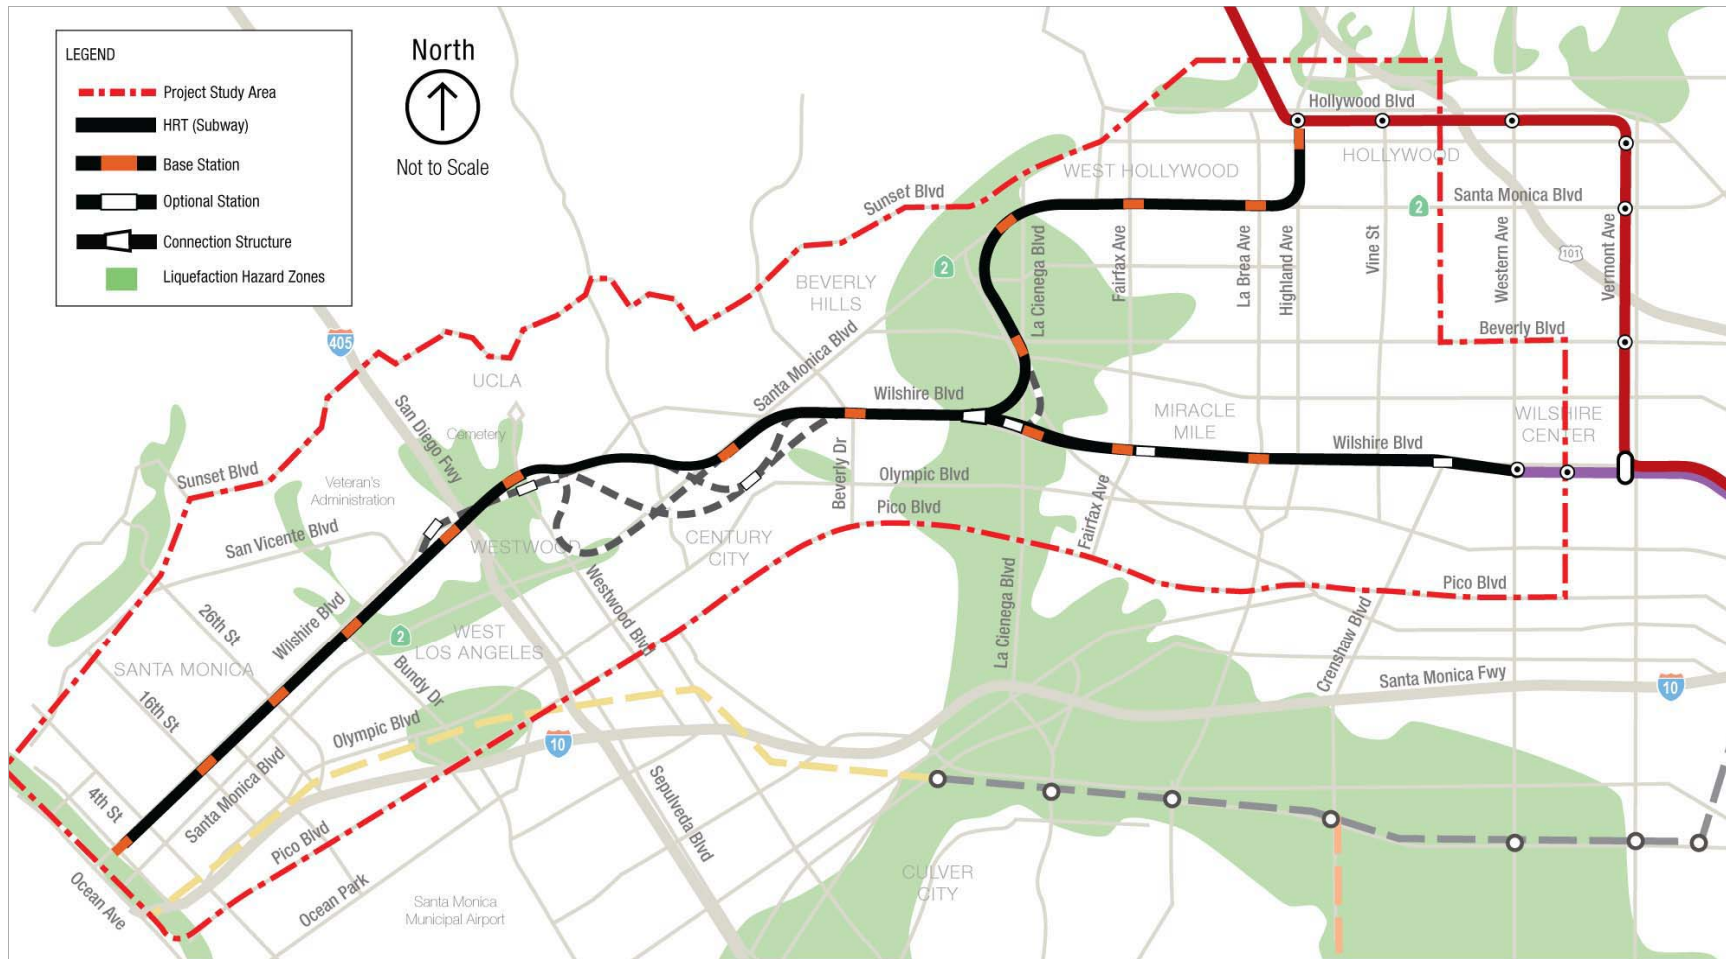 LEGEND
Project Study Area
HRT (Subway)
Base Station
Optional Station
Connection Structure
Liquefaction Hazard Zones
North
Not to Scale
Hollywood Blvd
HOLLYWOOD
WEST HOLLYWOOD
Sunset Blvd
2
Santa Monica Blvd
2
101
BEVERLY
HILLS
La Cienega Blvd
Fairfax Ave
La Brea Ave
Highland Ave
Vine St
Western Ave
Vermont Ave
Beverly Blvd
405
UCLA
Santa Monica Blvd
Wilshire Blvd
MIRACLE
MILE
WILSHIRE
CENTER
Wilshire Blvd
San Diego Fwy
Cemetery
Sunset Blvd
Veteran's
Administration
Beverly Dr
Olympic Blvd
Pico Blvd
Fairfax Ave
San Vicente Blvd
WESTWOOD
CENTURY
CITY
Pico Blvd
26th St
Wilshire Blvd
2
WEST
LOS ANGELES
Westwood Blvd
La Cienega Blvd
Crenshaw Blvd
SANTA MONICA
Bundy Dr
Santa Monica Fwy
10
16th St
Olympic Blvd
10
4th St
Santa Monica Blvd
Pico Blvd
Sepulveda Blvd
Ocean Ave
Ocean Park
Santa Monica
Municipal Airport
CULVER
CITY